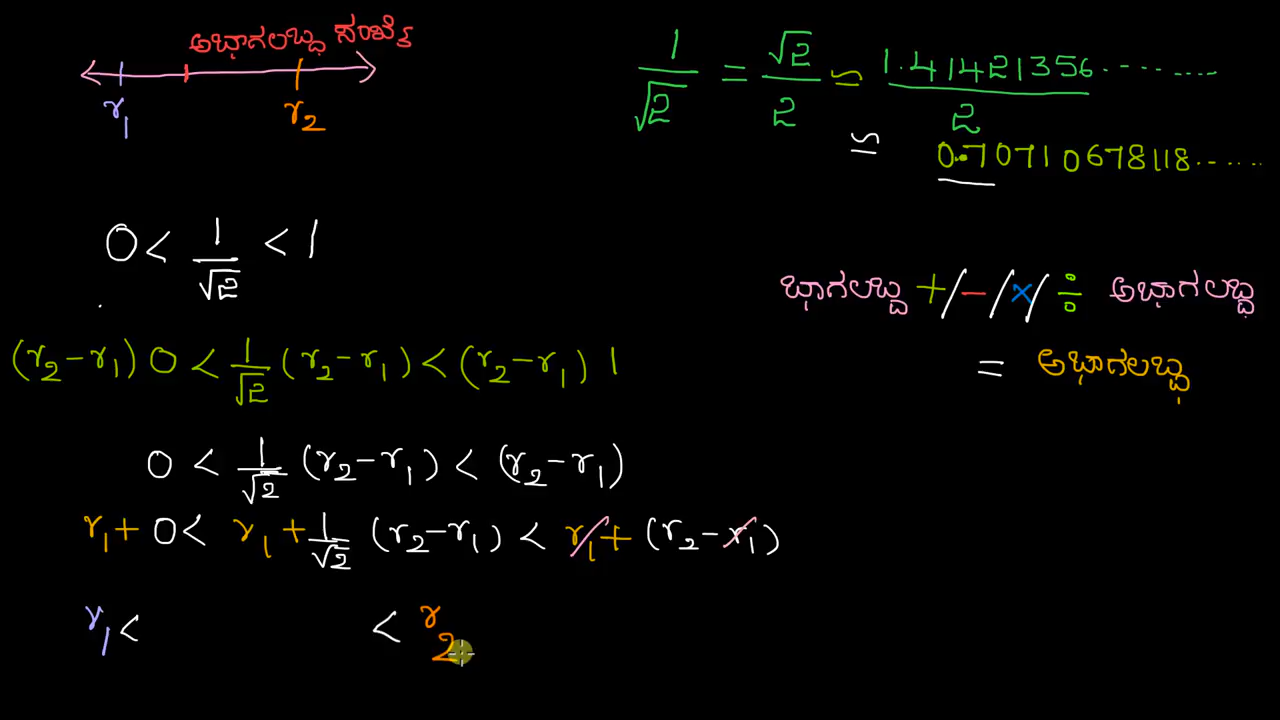 ಅಭಾಗಲಬ್ಧ ಸಂಖ್ಯೆ
r₁ r₂
1/√2 = √2/2 ≃ 1.41421356......../2
≃ 0.70710678118......
0 < 1/√2 < 1
ಭಾಗಲಬ್ಧ +/−/×/÷ ಅಭಾಗಲಬ್ಧ
= ಅಭಾಗಲಬ್ಧ
(r₂−r₁) 0 < 1/√2 (r₂−r₁) < (r₂−r₁) 1
0 < 1/√2 (r₂−r₁) < (r₂−r₁)
r₁+ 0 < r₁ + 1/√2 (r₂−r₁) < r₁ + (r₂−r₁)
r₁ < < r₂